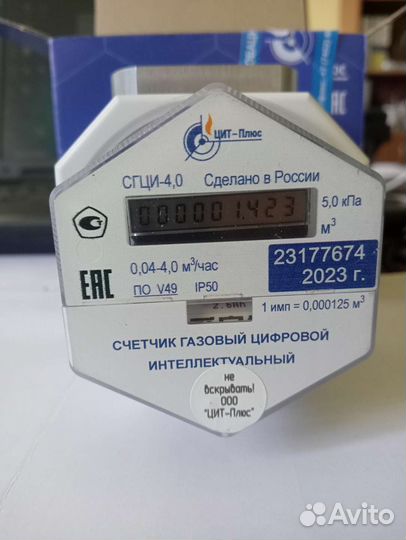 ЦИТ-Плюс
СГЦИ-4,0 Сделано в России
000001.423
5,0 кПа
м³
0,04-4,0 м³/час
23177674
2023 г.
ЕАС
ПО V49 IP50
1 имп = 0,000125 м³
СЧЕТЧИК ГАЗОВЫЙ ЦИФРОВОЙ
ИНТЕЛЛЕКТУАЛЬНЫЙ
не
вскрывать!
ООО
"ЦИТ-Плюс"
Avito